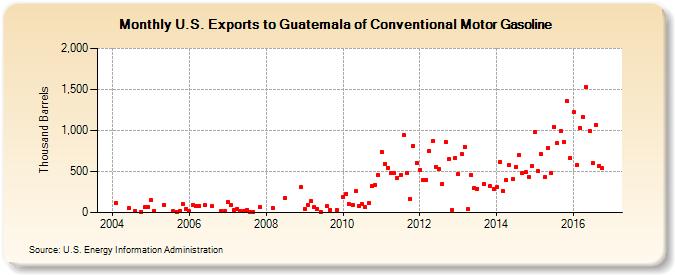 Monthly U.S. Exports to Guatemala of Conventional Motor Gasoline
Thousand Barrels
2,000
1,500
1,000
500
0
2004 2006 2008 2010 2012 2014 2016
Source: U.S. Energy Information Administration